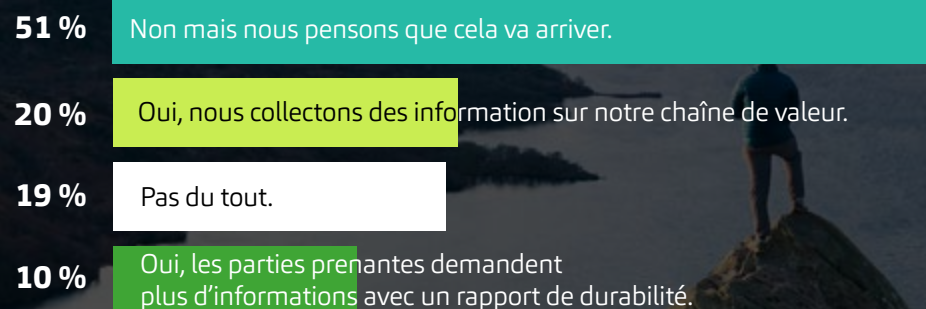 51 % Non mais nous pensons que cela va arriver.
20 % Oui, nous collectons des information sur notre chaîne de valeur.
19 % Pas du tout.
10 % Oui, les parties prenantes demandent
plus d’informations avec un rapport de durabilité.